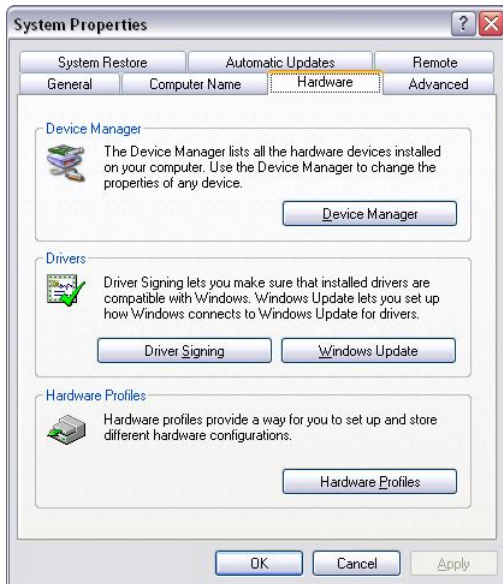 System Properties
System Restore Automatic Updates Remote
General Computer Name Hardware Advanced
Device Manager
The Device Manager lists all the hardware devices installed
on your computer. Use the Device Manager to change the
properties of any device.
Device Manager
Drivers
Driver Signing lets you make sure that installed drivers are
compatible with Windows. Windows Update lets you set up
how Windows connects to Windows Update for drivers.
Driver Signing Windows Update
Hardware Profiles
Hardware profiles provide a way for you to set up and store
different hardware configurations.
Hardware Profiles
OK Cancel Apply